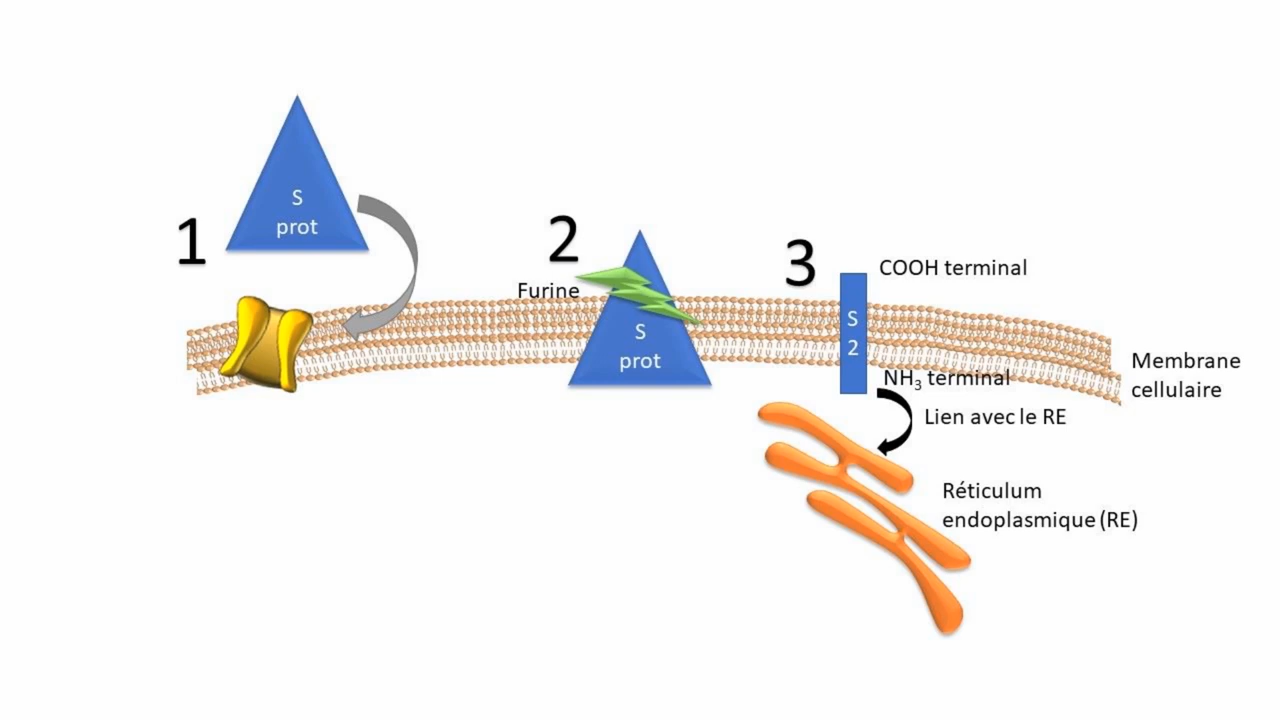 1
S
prot
2
Furine
S
prot
3
COOH terminal
S
2
NH₃ terminal
Lien avec le RE
Membrane
cellulaire
Réticulum
endoplasmique (RE)